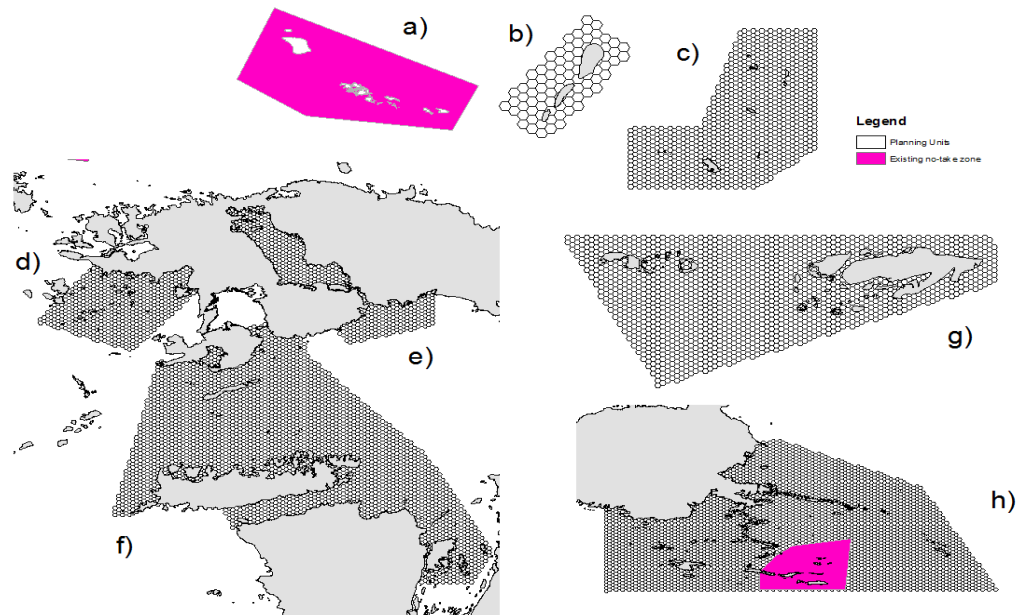 a)
b)
c)
Legend
Planning Units
Existing no-take zone
d)
e)
g)
f)
h)